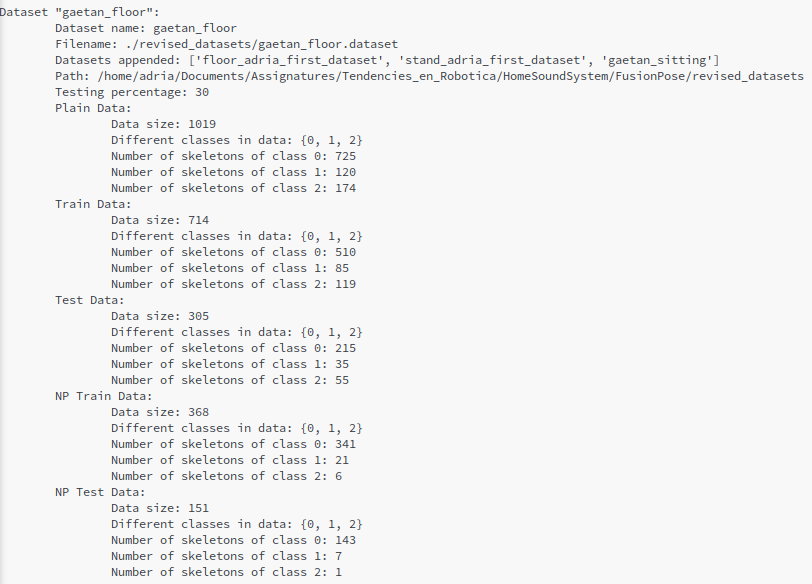 Dataset "gaetan_floor":
Dataset name: gaetan_floor
Filename: ./revised_datasets/gaetan_floor.dataset
Datasets appended: ['floor_adria_first_dataset', 'stand_adria_first_dataset', 'gaetan_sitting']
Path: /home/adria/Documents/Assignatures/Tendencies_en_Robotica/HomeSoundSystem/FusionPose/revised_datasets
Testing percentage: 30
Plain Data:
Data size: 1019
Different classes in data: {0, 1, 2}
Number of skeletons of class 0: 725
Number of skeletons of class 1: 120
Number of skeletons of class 2: 174
Train Data:
Data size: 714
Different classes in data: {0, 1, 2}
Number of skeletons of class 0: 510
Number of skeletons of class 1: 85
Number of skeletons of class 2: 119
Test Data:
Data size: 305
Different classes in data: {0, 1, 2}
Number of skeletons of class 0: 215
Number of skeletons of class 1: 35
Number of skeletons of class 2: 55
NP Train Data:
Data size: 368
Different classes in data: {0, 1, 2}
Number of skeletons of class 0: 341
Number of skeletons of class 1: 21
Number of skeletons of class 2: 6
NP Test Data:
Data size: 151
Different classes in data: {0, 1, 2}
Number of skeletons of class 0: 143
Number of skeletons of class 1: 7
Number of skeletons of class 2: 1